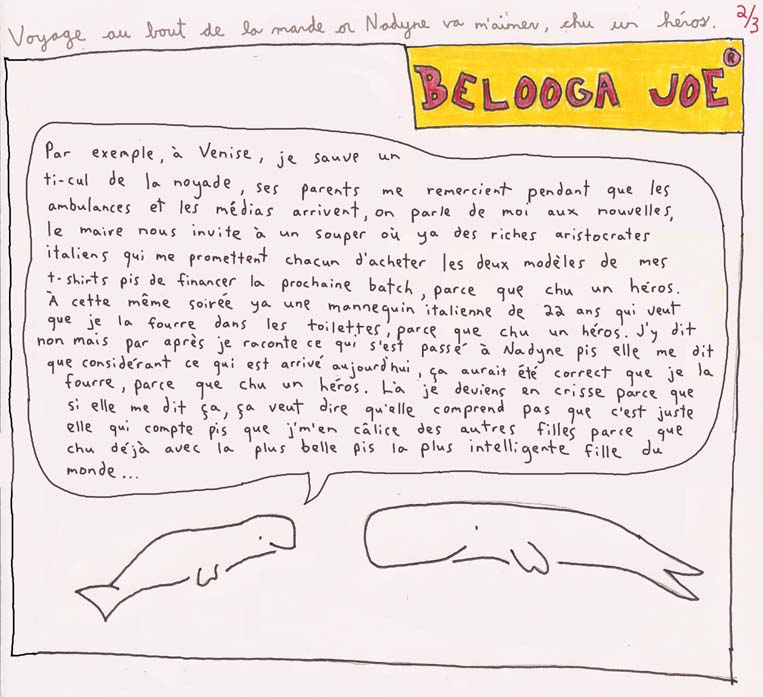 Voyage au bout de la marde or Nadyne va m'aimer, chu un héros. 2/3
BELOOGA JOE®
Par exemple, à Venise, je sauve un
ti-cul de la noyade, ses parents me remercient pendant que les
ambulances et les médias arrivent, on parle de moi aux nouvelles,
le maire nous invite à un souper où ya des riches aristocrates
italiens qui me promettent chacun d'acheter les deux modèles de mes
t-shirts pis de financer la prochaine batch, parce que chu un héros.
À cette même soirée ya une mannequin italienne de 22 ans qui veut
que je la fourre dans les toilettes, parce que chu un héros. J'y dit
non mais par après je raconte ce qui s'est passé à Nadyne pis elle me dit
que considérant ce qui est arrivé aujourd'hui, ça aurait été correct que je la
fourre, parce que chu un héros. Là je deviens en crisse parce que
si elle me dit ça, ça veut dire qu'elle comprend pas que c'est juste
elle qui compte pis que j'm'en câlice des autres filles parce que
chu déjà avec la plus belle pis la plus intelligente fille du
monde...